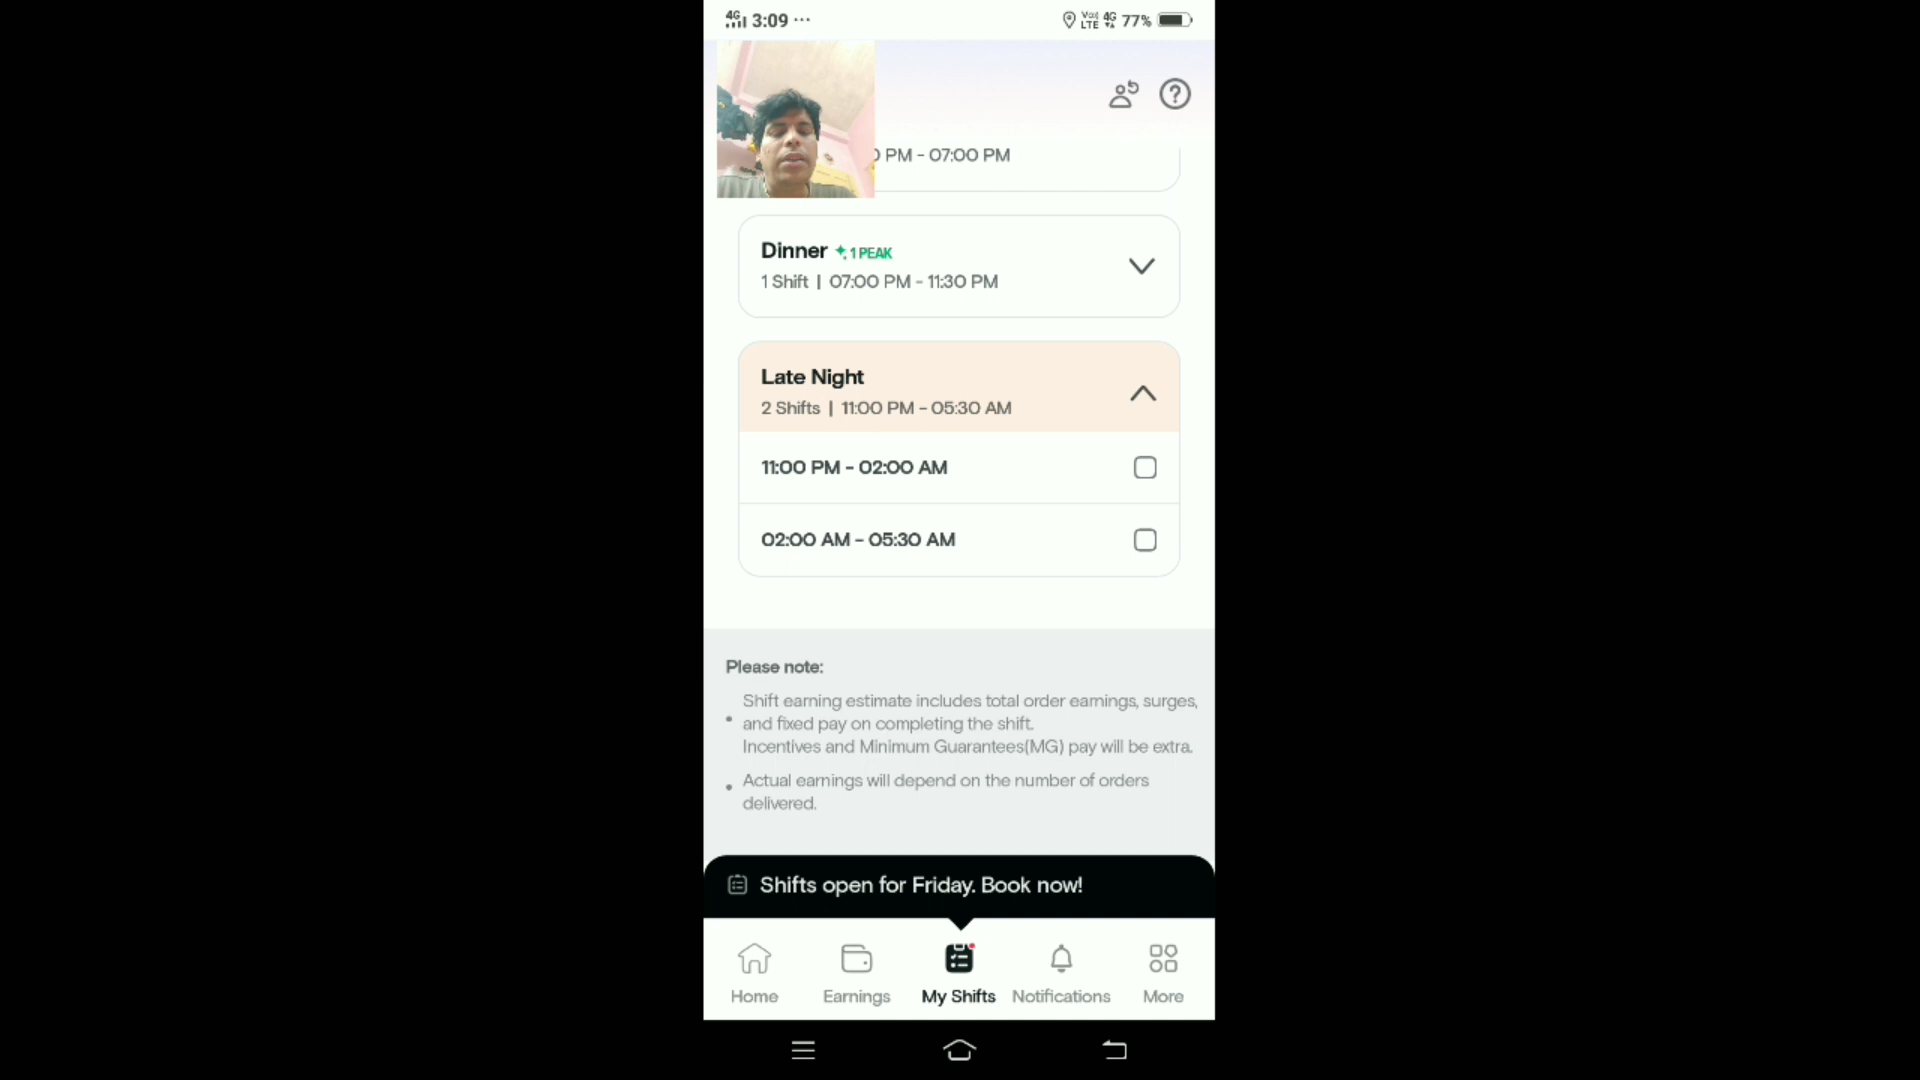 4G 3:09 ... Vo) LTE 4G 77%
PM - 07:00 PM
Dinner 1 PEAK
1 Shift | 07:00 PM - 11:30 PM
Late Night
2 Shifts | 11:00 PM - 05:30 AM
11:00 PM - 02:00 AM
02:00 AM - 05:30 AM
Please note:
Shift earning estimate includes total order earnings, surges,
and fixed pay on completing the shift.
Incentives and Minimum Guarantees(MG) pay will be extra.
Actual earnings will depend on the number of orders
delivered.
Shifts open for Friday. Book now!
Home Earnings My Shifts Notifications More